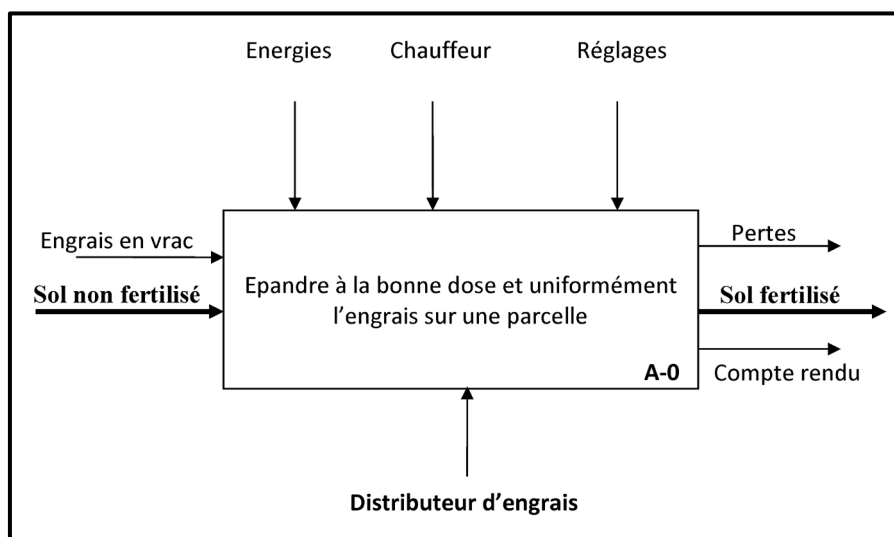 Energies Chauffeur Réglages
Engrais en vrac
Sol non fertilisé
Epandre à la bonne dose et uniformément
l'engrais sur une parcelle
A-0
Pertes
Sol fertilisé
Compte rendu
Distributeur d'engrais